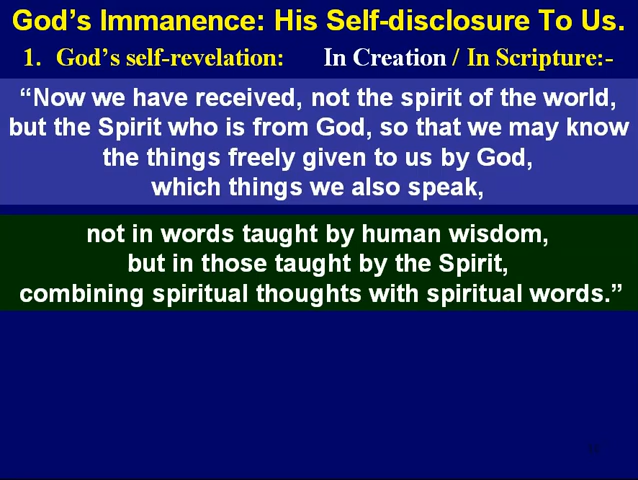 God’s Immanence: His Self-disclosure To Us.
1. God’s self-revelation: In Creation / In Scripture:-
“Now we have received, not the spirit of the world,
but the Spirit who is from God, so that we may know
the things freely given to us by God,
which things we also speak,
not in words taught by human wisdom,
but in those taught by the Spirit,
combining spiritual thoughts with spiritual words.”